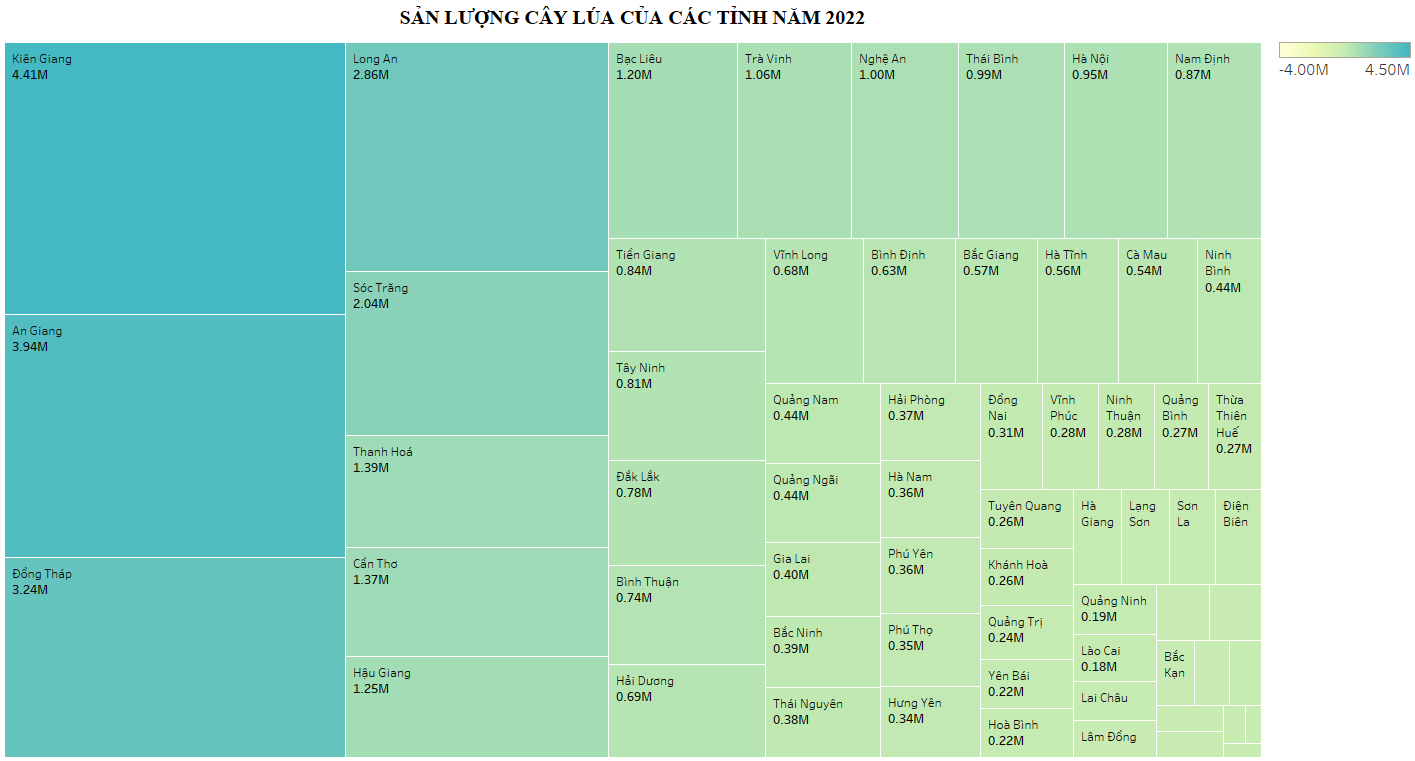 SẢN LƯỢNG CÂY LÚA CỦA CÁC TỈNH NĂM 2022
-4.00M
4.50M
Kiên Giang
4.41M
An Giang
3.94M
Đồng Tháp
3.24M
Long An
2.86M
Sóc Trăng
2.04M
Thanh Hoá
1.39M
Cần Thơ
1.37M
Hậu Giang
1.25M
Bạc Liêu
1.20M
Trà Vinh
1.06M
Nghệ An
1.00M
Thái Bình
0.99M
Hà Nội
0.95M
Nam Định
0.87M
Tiền Giang
0.84M
Tây Ninh
0.81M
Đắk Lắk
0.78M
Bình Thuận
0.74M
Hải Dương
0.69M
Vĩnh Long
0.68M
Bình Định
0.63M
Bắc Giang
0.57M
Hà Tĩnh
0.56M
Cà Mau
0.54M
Ninh
Bình
0.44M
Quảng Nam
0.44M
Quảng Ngãi
0.44M
Gia Lai
0.40M
Bắc Ninh
0.39M
Thái Nguyên
0.38M
Hải Phòng
0.37M
Hà Nam
0.36M
Phú Yên
0.36M
Phú Thọ
0.35M
Hưng Yên
0.34M
Đồng
Nai
0.31M
Vĩnh
Phúc
0.28M
Ninh
Thuận
0.28M
Quảng
Bình
0.27M
Thừa
Thiên
Huế
0.27M
Tuyên Quang
0.26M
Khánh Hoà
0.26M
Quảng Trị
0.24M
Yên Bái
0.22M
Hoà Bình
0.22M
Hà
Giang
Lạng
Sơn
Sơn
La
Điện
Biên
Quảng Ninh
0.19M
Lào Cai
0.18M
Lai Châu
Lâm Đồng
Bắc
Kạn